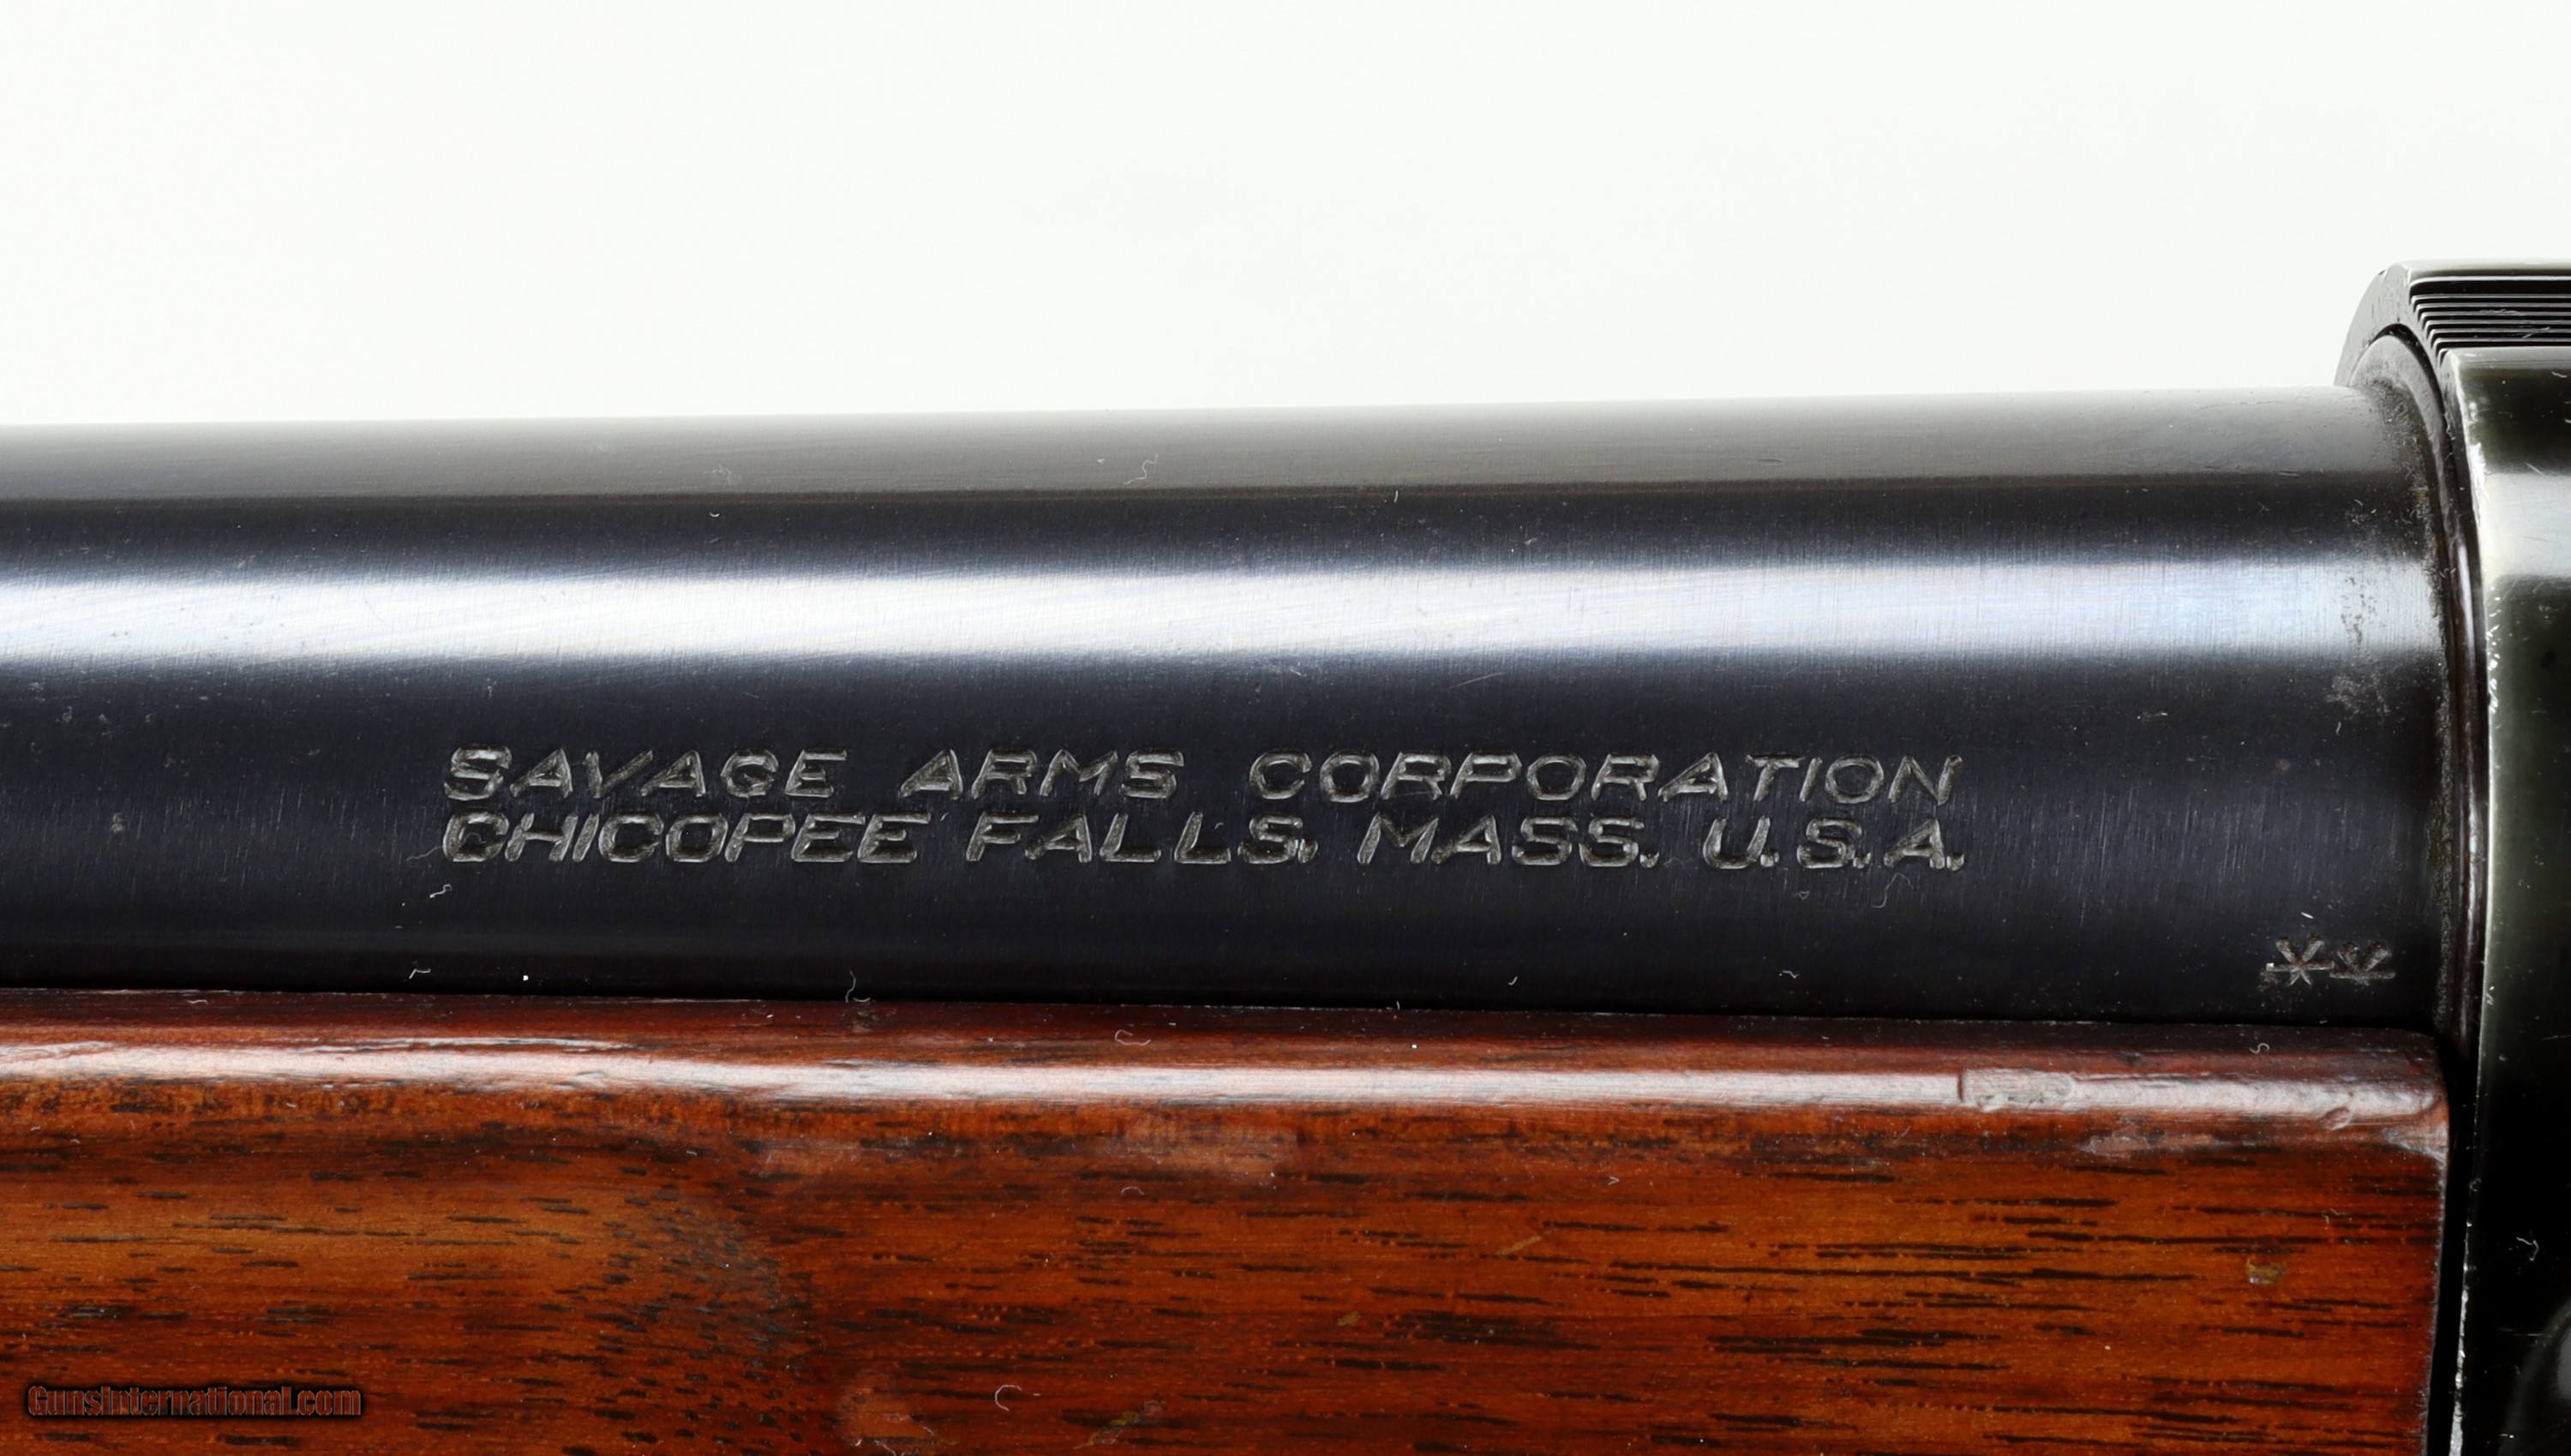 SAVAGE ARMS CORPORATION
CHICOPEE FALLS, MASS. U.S.A.
**
GunsInternational.com